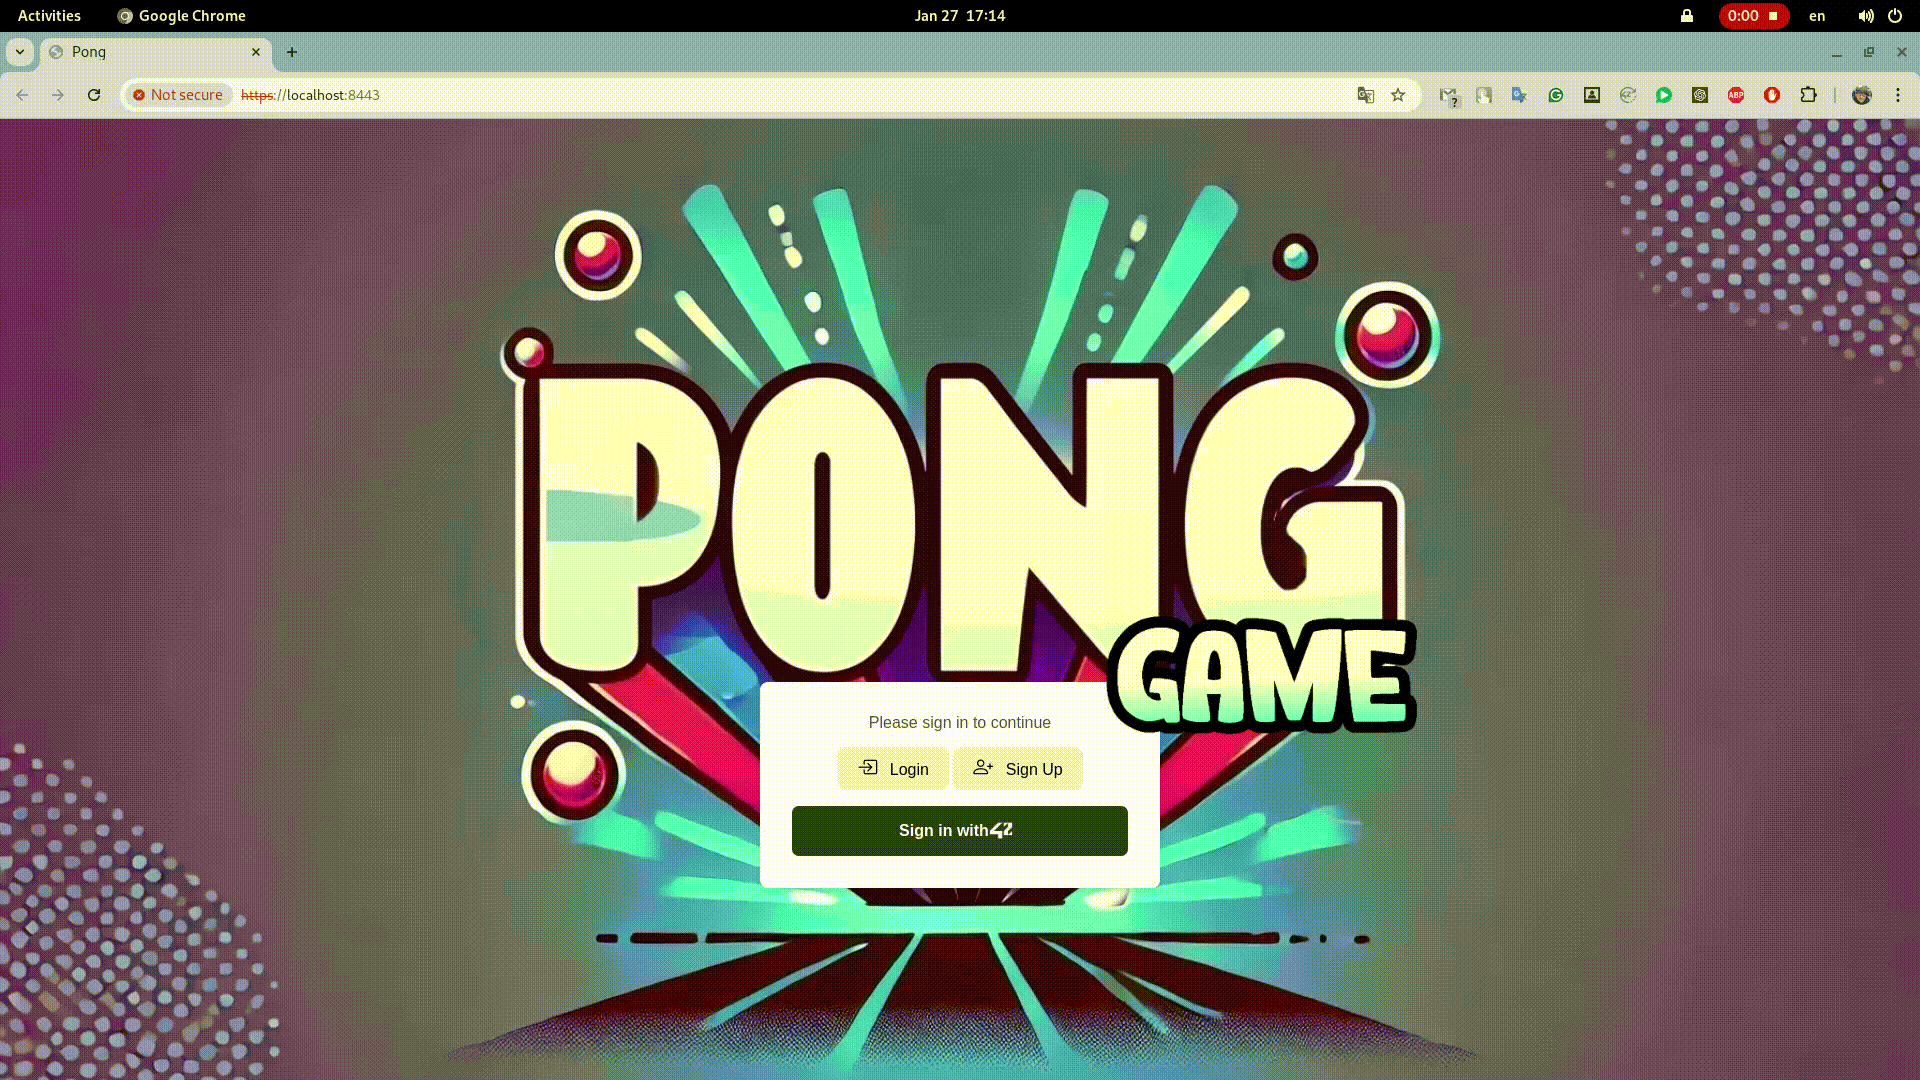 Activities
Google Chrome
Jan 27 17:14
0:00
en
Pong
Not secure
https://localhost:8443
?
ABP
PONG
GAME
Please sign in to continue
Login
Sign Up
Sign in with 42